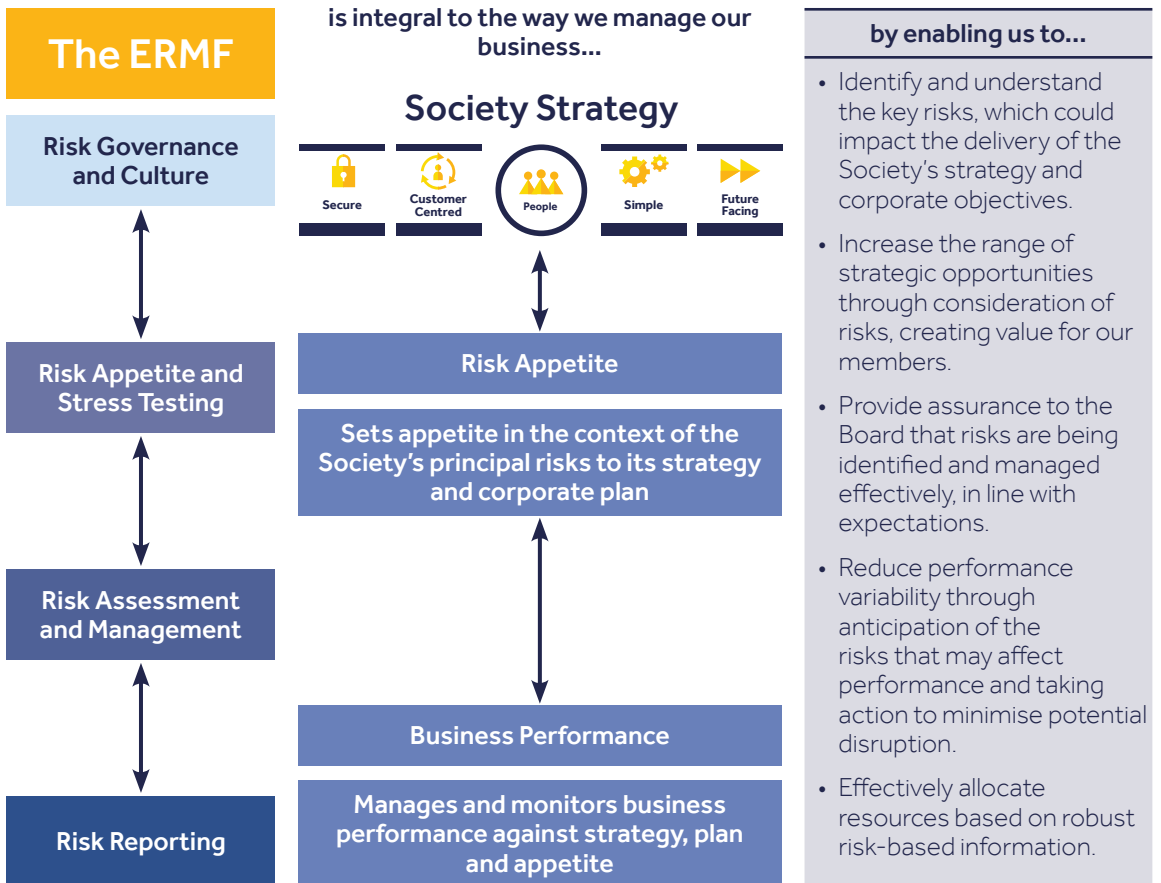 The ERMF
Risk Governance
and Culture
Risk Appetite and
Stress Testing
Risk Assessment
and Management
Risk Reporting
is integral to the way we manage our
business...
Society Strategy
Secure
Customer
Centred
People
Simple
Future
Facing
Risk Appetite
Sets appetite in the context of the
Society's principal risks to its strategy
and corporate plan
Business Performance
Manages and monitors business
performance against strategy, plan
and appetite
by enabling us to...
• Identify and understand
the key risks, which could
impact the delivery of the
Society's strategy and
corporate objectives.
• Increase the range of
strategic opportunities
through consideration of
risks, creating value for our
members.
• Provide assurance to the
Board that risks are being
identified and managed
effectively, in line with
expectations.
• Reduce performance
variability through
anticipation of the
risks that may affect
performance and taking
action to minimise potential
disruption.
• Effectively allocate
resources based on robust
risk-based information.